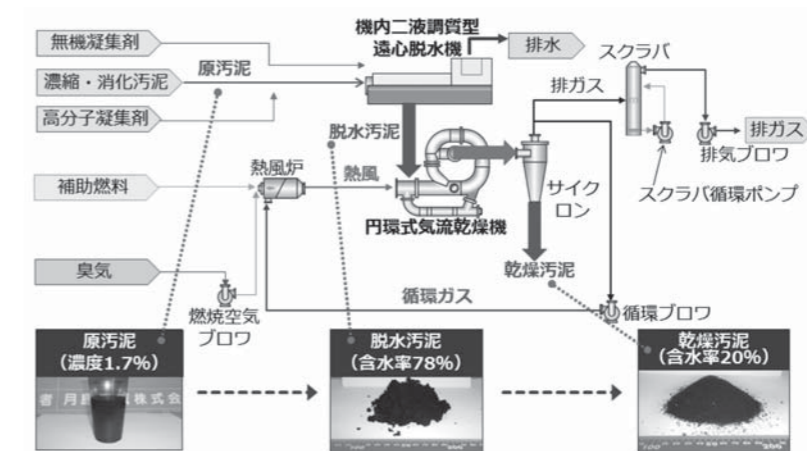 機内二液調質型
遠心脱水機
無機凝集剤
原汚泥
濃縮・消化汚泥
高分子凝集剤
排水
スクラバ
排ガス
脱水汚泥
排ガス
排気ブロワ
スクラバ循環ポンプ
補助燃料
熱風炉
熱風
サイク
ロン
円環式気流乾燥機
臭気
乾燥汚泥
循環ガス
燃焼空気
ブロワ
循環ブロワ
原汚泥
(濃度1.7%)
脱水汚泥
(含水率78%)
乾燥汚泥
(含水率20%)